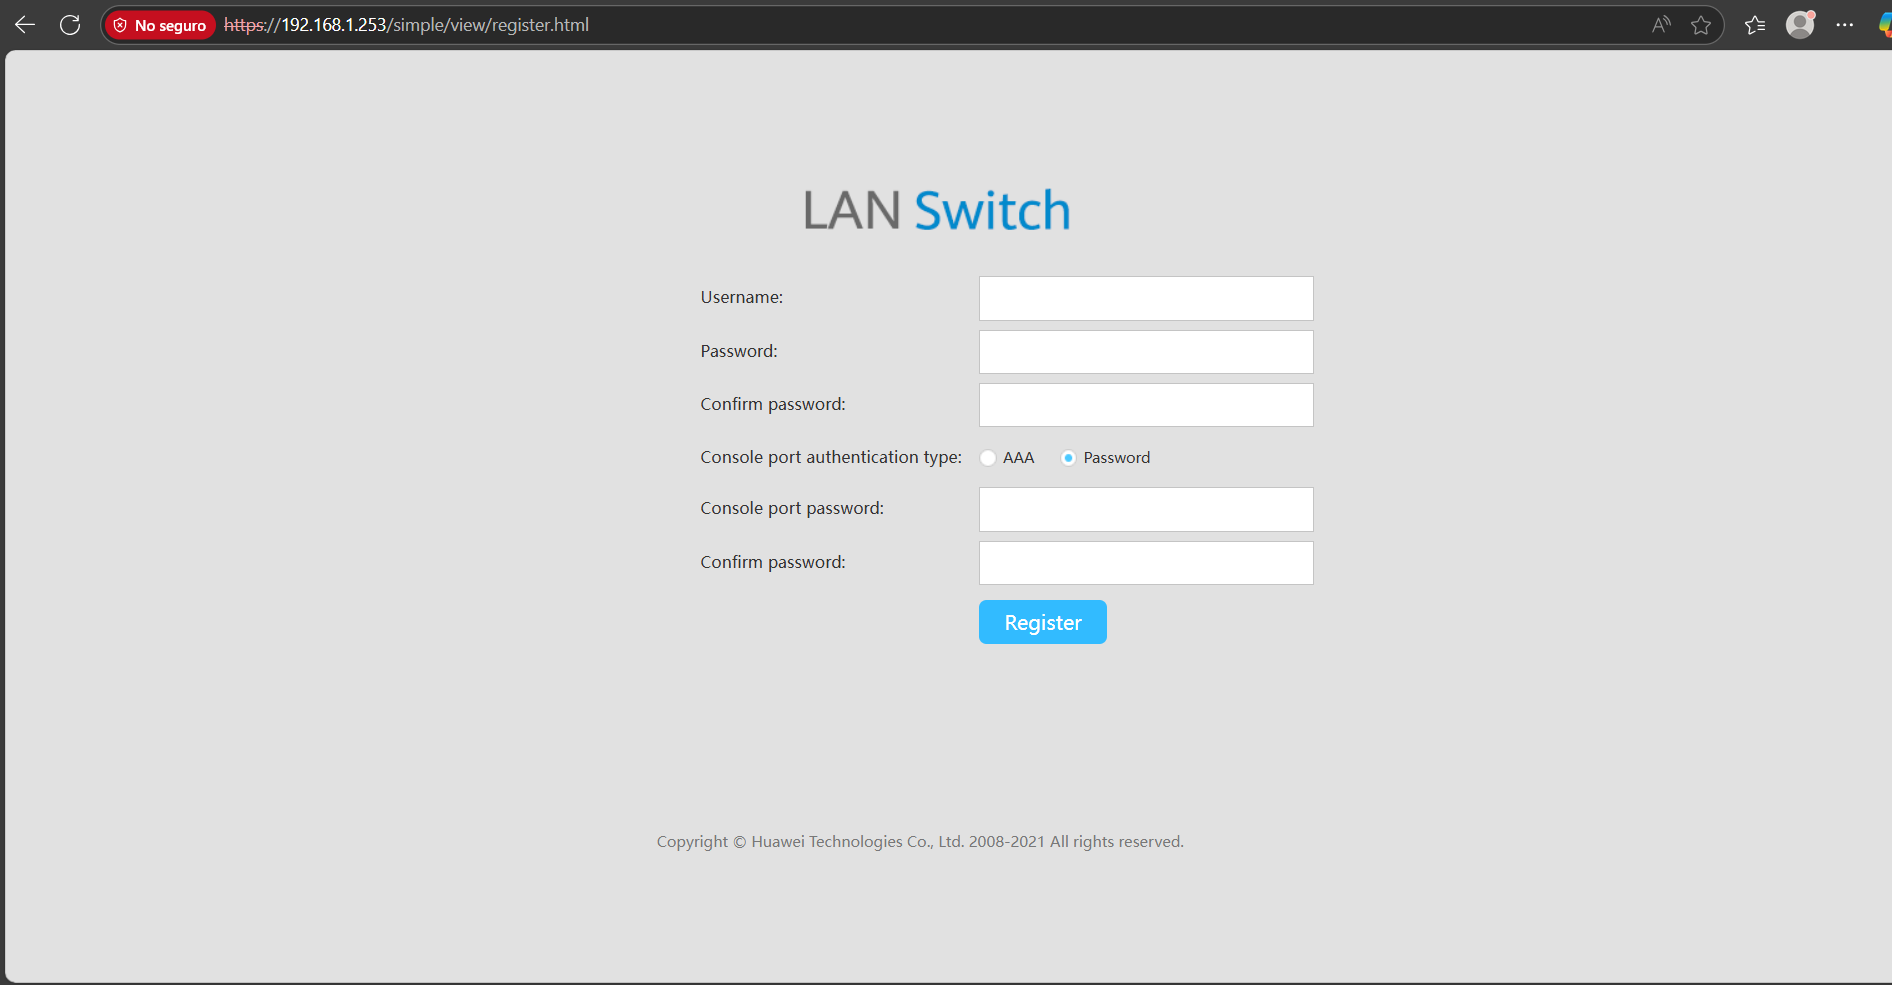 No seguro https://192.168.1.253/simple/view/register.html
LAN Switch
Username:
Password:
Confirm password:
Console port authentication type: AAA Password
Console port password:
Confirm password:
Register
Copyright © Huawei Technologies Co., Ltd. 2008-2021 All rights reserved.